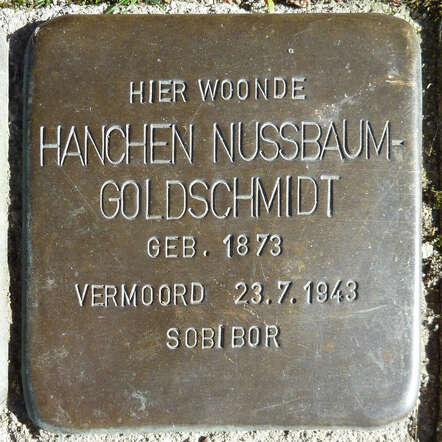 HIER WOONDE
HANCHEN NUSSBAUM-
GOLDSCHMIDT
GEB. 1873
VERMOORD 23.7.1943
SOBIBOR